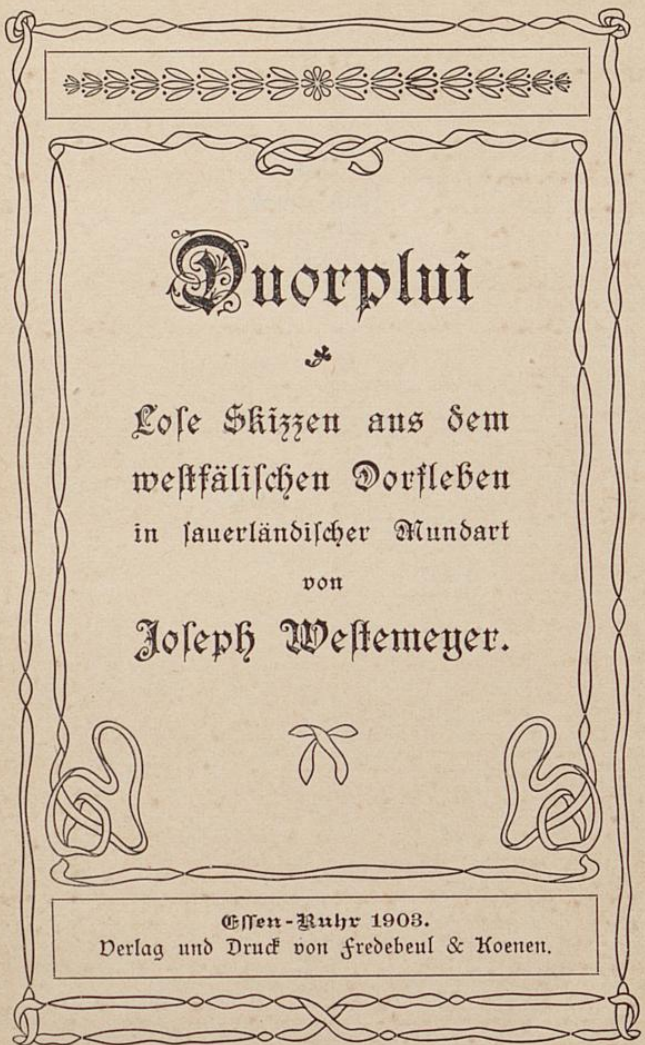 Duorplui
Lose Skizzen aus dem
westfälischen Dorfleben
in sauerländischer Mundart
von
Joseph Westemeyer.
Essen-Ruhr 1903.
Verlag und Druck von Fredebeul & Koenen.